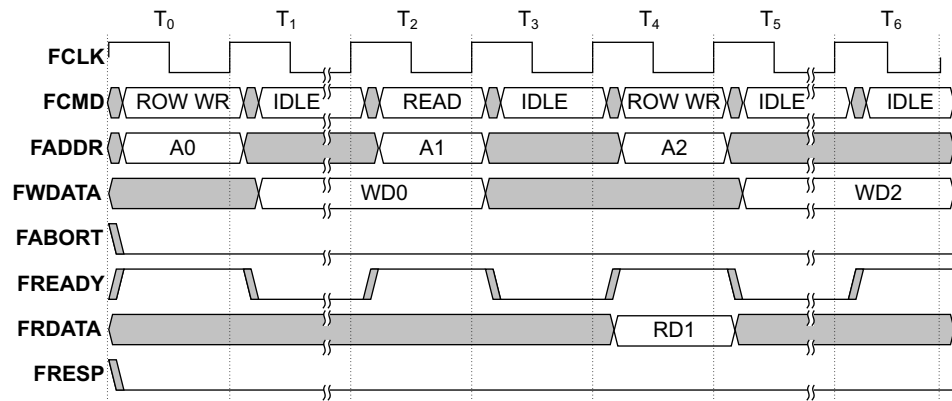 T0 T1 T2 T3 T4 T5 T6
FCLK
FCMD ROW WR IDLE READ IDLE ROW WR IDLE IDLE
FADDR A0 A1 A2
FWDATA WD0 WD2
FABORT
FREADY
FRDATA RD1
FRESP